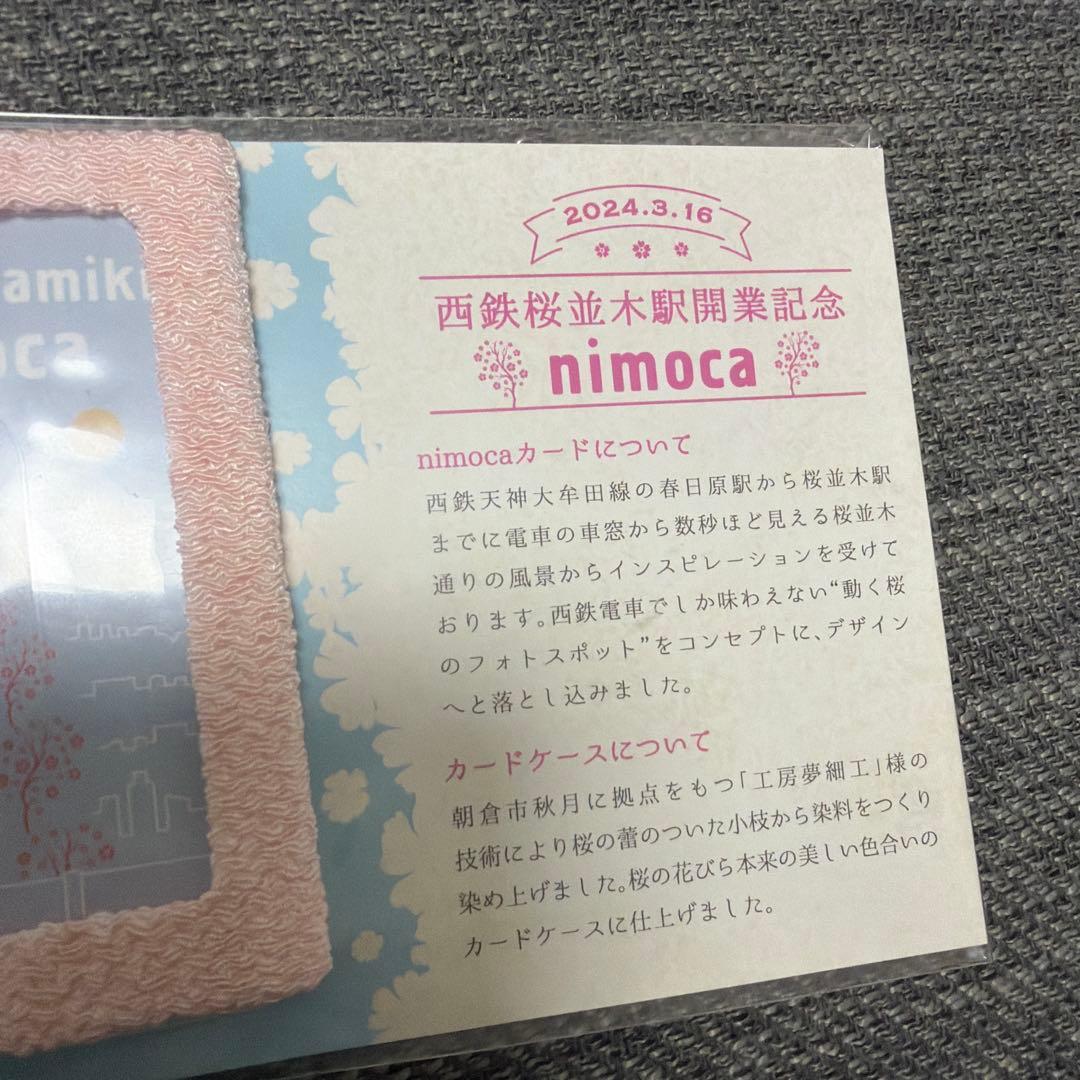 amik
oca
2024.3.16
西鉄桜並木駅開業記念
nimoca
nimocaカードについて
西鉄天神大牟田線の春日原駅から桜並木駅
までに電車の車窓から数秒ほど見える桜並木
通りの風景からインスピレーションを受けて
おります。西鉄電車でしか味わえない“動く桜
のフォトスポット”をコンセプトに、デザイン
へと落とし込みました。
カードケースについて
朝倉市秋月に拠点をもつ「工房夢細工」様の
技術により桜の蕾のついた小枝から染料をつくり
染め上げました。桜の花びら本来の美しい色合いの
カードケースに仕上げました。